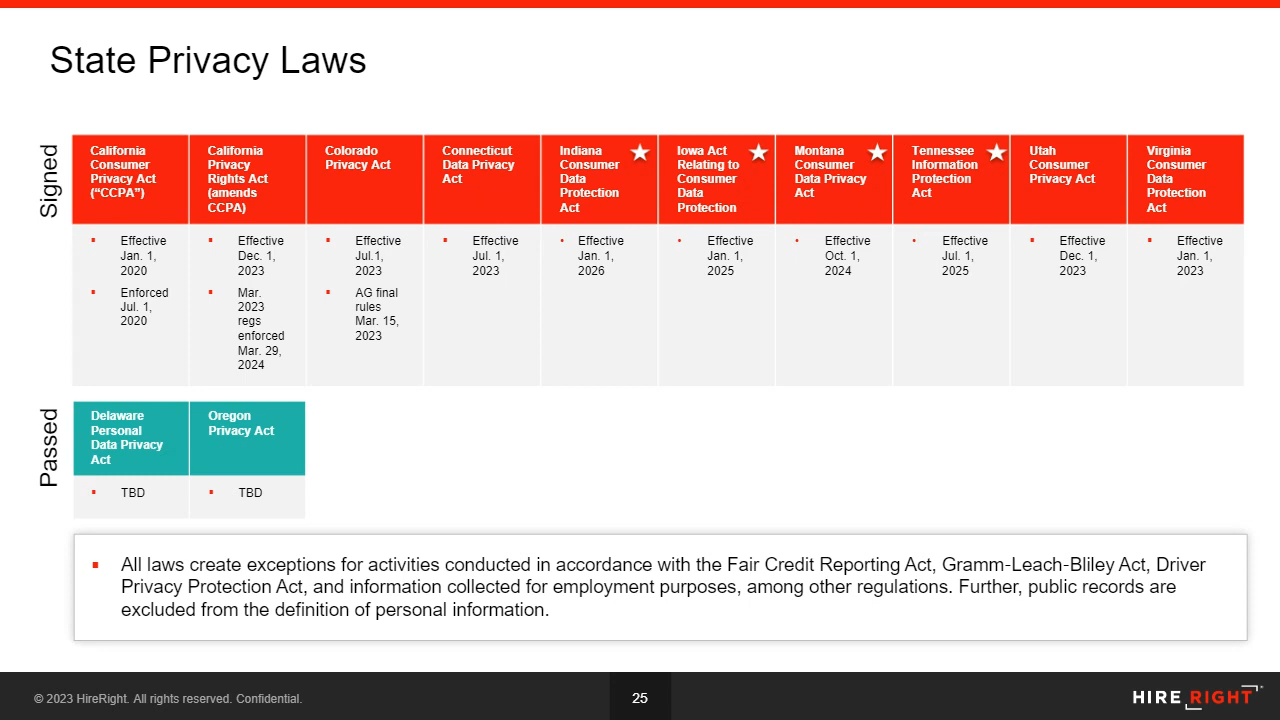 State Privacy Laws
Signed
California
Consumer
Privacy Act
(“CCPA”)
California
Privacy
Rights Act
(amends
CCPA)
Colorado
Privacy Act
Connecticut
Data Privacy
Act
Indiana
Consumer
Data
Protection
Act
Iowa Act
Relating to
Consumer
Data
Protection
Montana
Consumer
Data Privacy
Act
Tennessee
Information
Protection
Act
Utah
Consumer
Privacy Act
Virginia
Consumer
Data
Protection
Act
Effective
Jan. 1,
2020
Enforced
Jul. 1,
2020
Effective
Dec. 1,
2023
Mar.
2023
regs
enforced
Mar. 29,
2024
Effective
Jul.1,
2023
AG final
rules
Mar. 15,
2023
Effective
Jul. 1,
2023
Effective
Jan. 1,
2026
Effective
Jan. 1,
2025
Effective
Oct. 1,
2024
Effective
Jul. 1,
2025
Effective
Dec. 1,
2023
Effective
Jan. 1,
2023
Passed
Delaware
Personal
Data Privacy
Act
Oregon
Privacy Act
TBD
TBD
All laws create exceptions for activities conducted in accordance with the Fair Credit Reporting Act, Gramm-Leach-Bliley Act, Driver
Privacy Protection Act, and information collected for employment purposes, among other regulations. Further, public records are
excluded from the definition of personal information.
© 2023 HireRight. All rights reserved. Confidential.
25
HIRE RIGHT